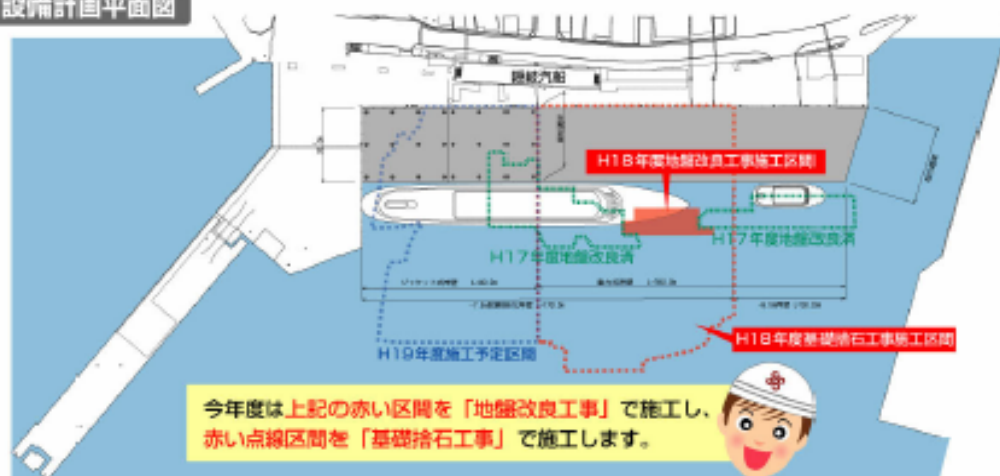 設備計画平面図
隠岐汽船
H18年度地盤改良工事施工区間
H17年度地盤改良済
H17年度地盤改良済
H19年度施工予定区間
H18年度基礎捨石工事施工区間
今年度は上記の赤い区間を「地盤改良工事」で施工し、
赤い点線区間を「基礎捨石工事」で施工します。